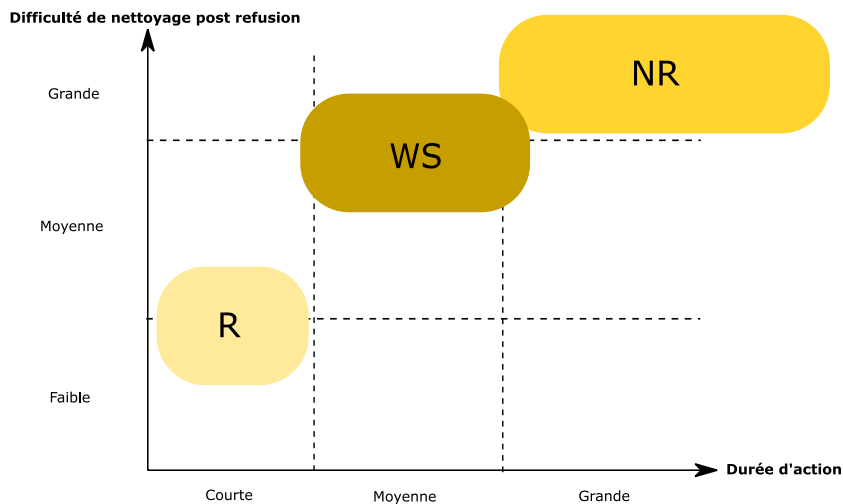 Difficulté de nettoyage post refusion
Grande
NR
WS
Moyenne
R
Faible
Durée d'action
Courte
Moyenne
Grande